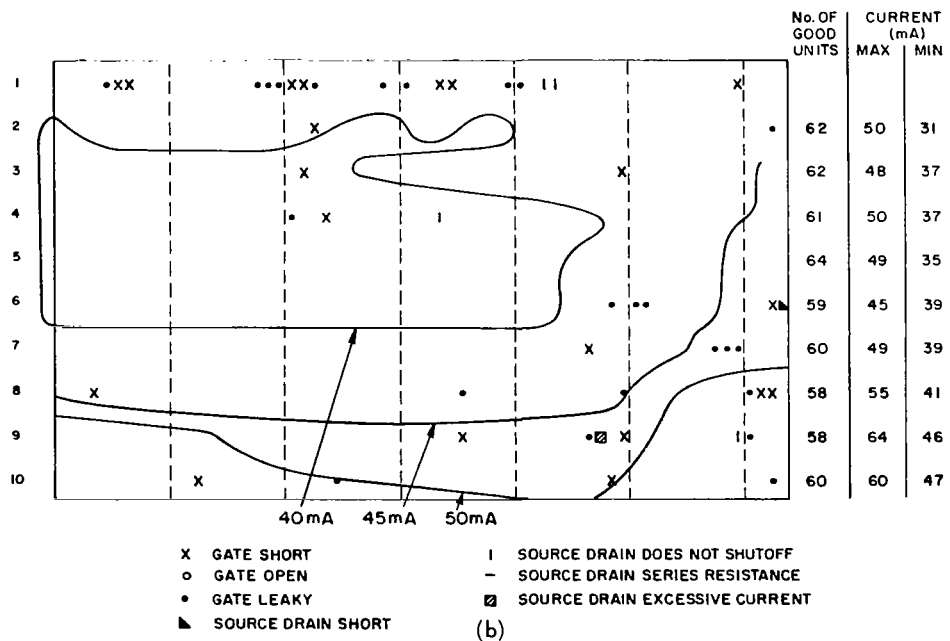 (b)
No. OF GOOD UNITS
CURRENT (mA)
MAX MIN
1
2 62 50 31
3 62 48 37
4 61 50 37
5 64 49 35
6 59 45 39
7 60 49 39
8 58 55 41
9 58 64 46
10 60 60 47
40mA 45mA 50mA
X GATE SHORT
o GATE OPEN
• GATE LEAKY
◣ SOURCE DRAIN SHORT
I SOURCE DRAIN DOES NOT SHUTOFF
– SOURCE DRAIN SERIES RESISTANCE
▨ SOURCE DRAIN EXCESSIVE CURRENT
(b)